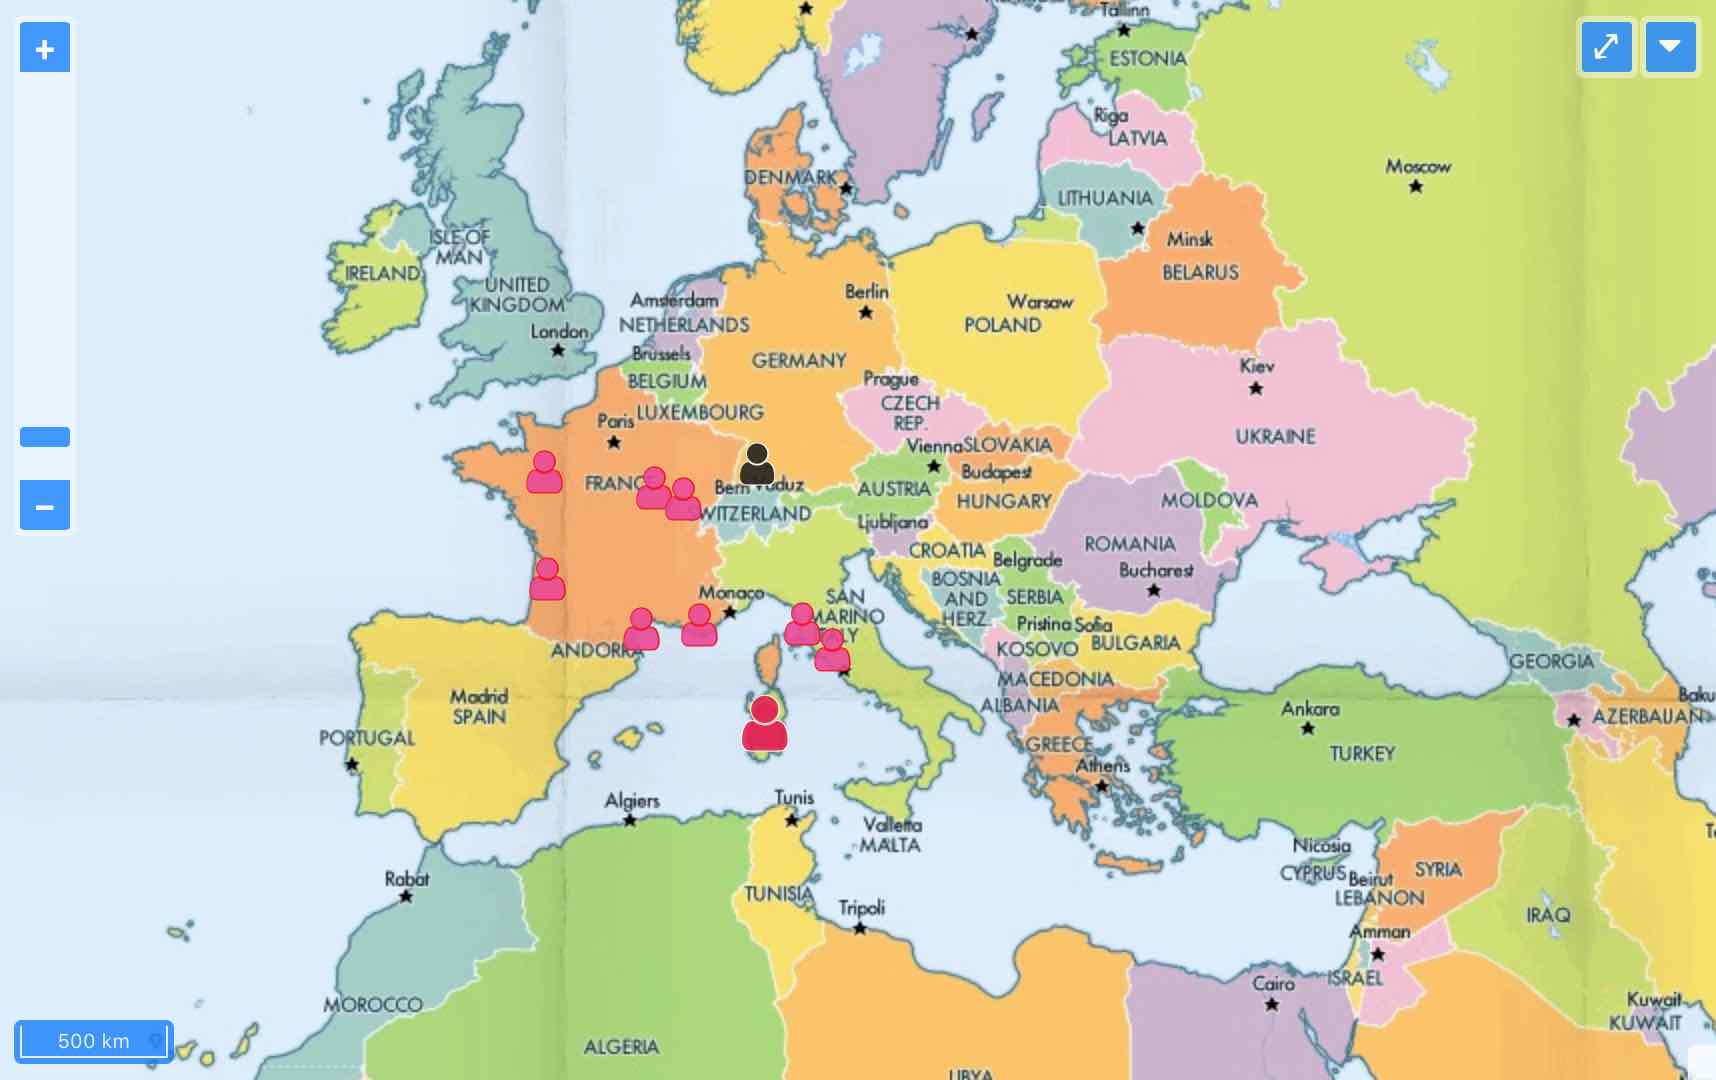 +
−
500 km
Tallinn
ESTONIA
Riga
LATVIA
Moscow
DENMARK
LITHUANIA
Minsk
BELARUS
ISLE OF
MAN
IRELAND
UNITED
KINGDOM
London
Amsterdam
NETHERLANDS
Berlin
Warsaw
POLAND
Brussels
BELGIUM
GERMANY
Kiev
UKRAINE
Prague
CZECH
REP.
LUXEMBOURG
Paris
Vienna
SLOVAKIA
Budapest
FRANC
Bern
Vaduz
AUSTRIA
HUNGARY
MOLDOVA
WITZERLAND
Ljubljana
CROATIA
Belgrade
ROMANIA
Bucharest
BOSNIA
AND
HERZ.
SERBIA
Monaco
SAN
MARINO
ITALY
Pristina
Sofia
BULGARIA
KOSOVO
ANDORRA
MACEDONIA
ALBANIA
GEORGIA
Baku
AZERBAIJAN
Madrid
SPAIN
PORTUGAL
Ankara
TURKEY
GREECE
Athens
Algiers
Tunis
Valletta
MALTA
Nicosia
CYPRUS
Beirut
LEBANON
SYRIA
Rabat
TUNISIA
Tripoli
IRAQ
Amman
ISRAEL
Cairo
Kuwait
KUWAIT
MOROCCO
ALGERIA
LIBYA